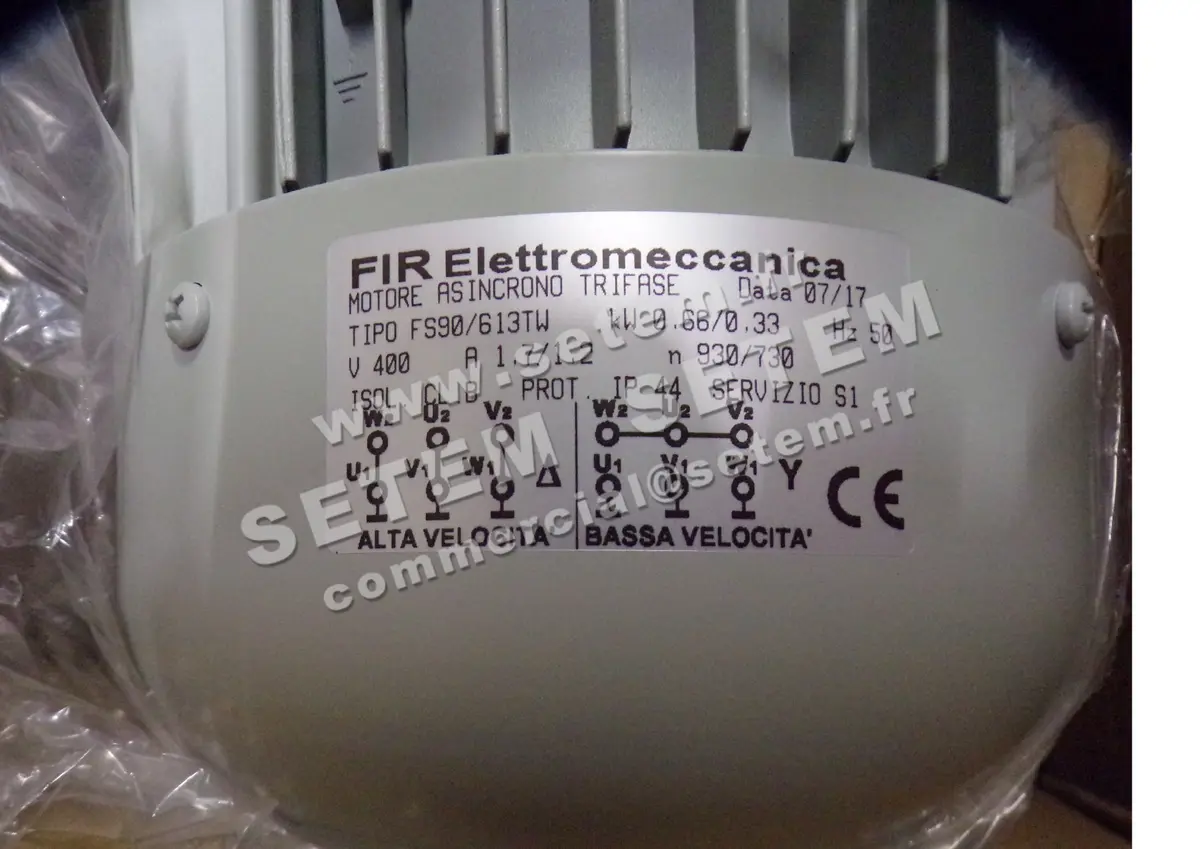 FIR Elettromeccanica
MOTORE ASINCRONO TRIFASE Data 07/17
TIPO FS90/613TW kW 0.66/0.33 Hz 50
V 400 A 1.7/1.2 n 930/730
ISOL CL.B PROT. IP 44 SERVIZIO S1
W2 U2 V2 W2 U2 V2
U1 V1 W1 Δ U1 V1 W1 Y CE
ALTA VELOCITA' BASSA VELOCITA'
www.setem.fr
SETEM SETEM
commercial@setem.fr